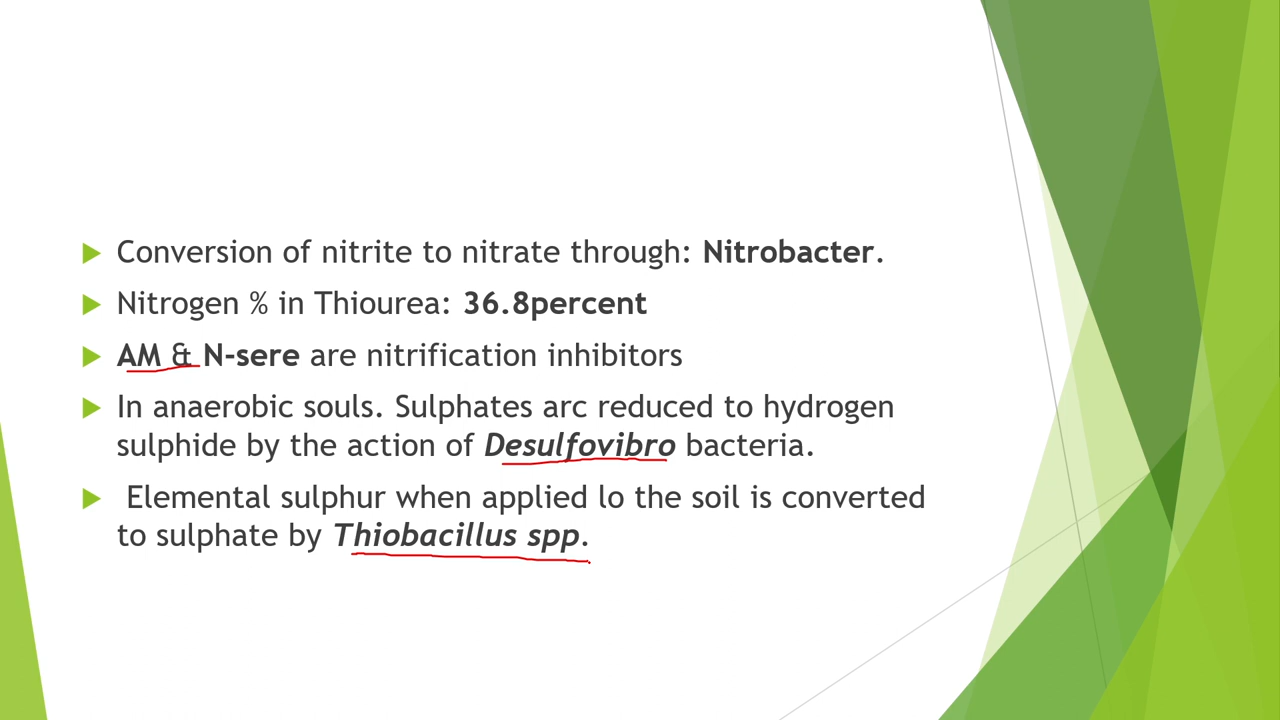 Conversion of nitrite to nitrate through: Nitrobacter.
Nitrogen % in Thiourea: 36.8percent
AM & N-sere are nitrification inhibitors
In anaerobic souls. Sulphates arc reduced to hydrogen
sulphide by the action of Desulfovibro bacteria.
Elemental sulphur when applied lo the soil is converted
to sulphate by Thiobacillus spp.